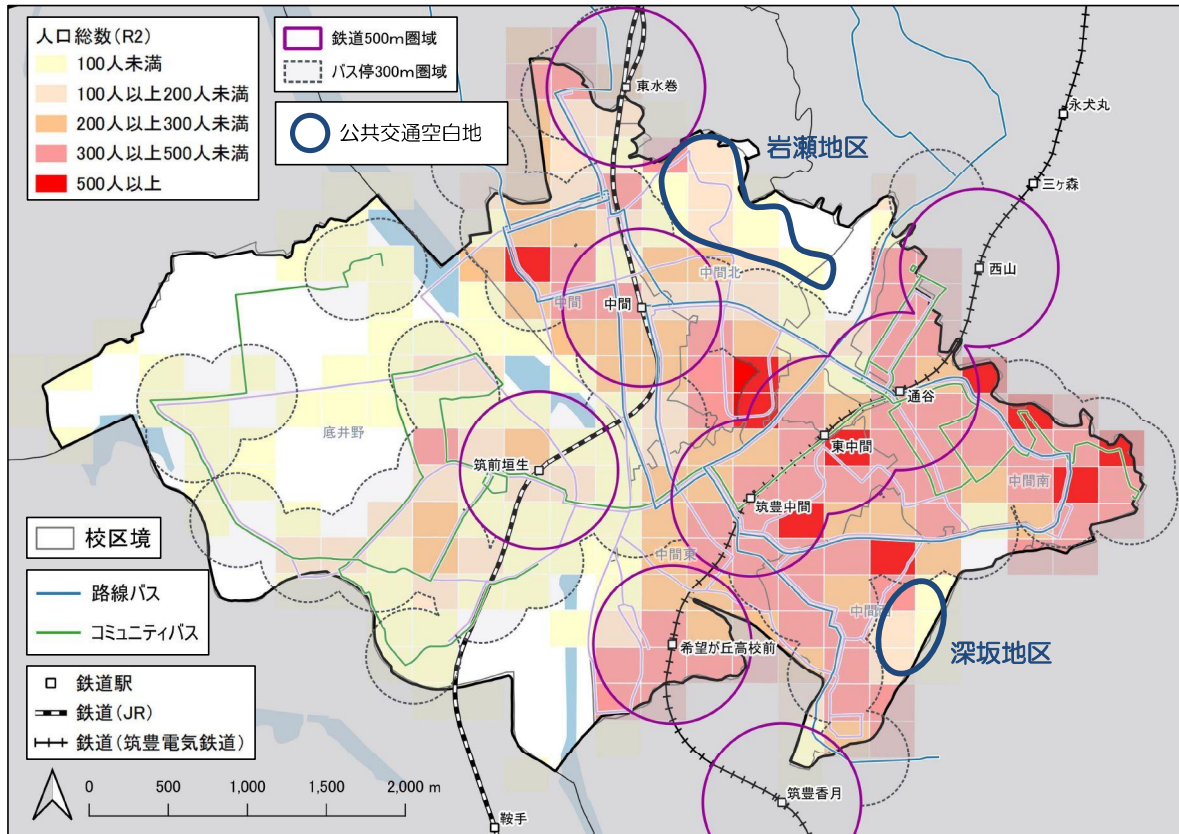 人口総数(R2)
100人未満
100人以上200人未満
200人以上300人未満
300人以上500人未満
500人以上
鉄道500m圏域
バス停300m圏域
公共交通空白地
東水巻
永犬丸
岩瀬地区
三ヶ森
西山
中間北
中間
中間
通谷
底井野
東中間
筑前垣生
中間南
筑豊中間
校区境
中間東
路線バス
コミュニティバス
希望が丘高校前
深坂地区
鉄道駅
鉄道(JR)
鉄道(筑豊電気鉄道)
筑豊香月
鞍手
0 500 1,000 2,000 m